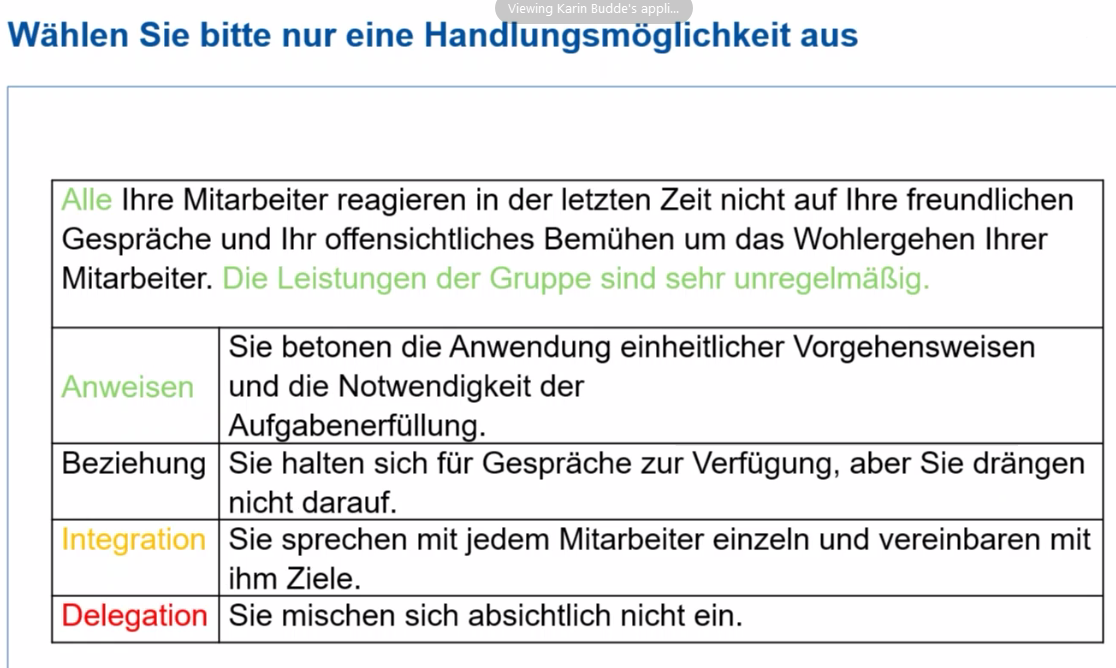 Viewing Karin Budde's appli...
Wählen Sie bitte nur eine Handlungsmöglichkeit aus
Alle Ihre Mitarbeiter reagieren in der letzten Zeit nicht auf Ihre freundlichen
Gespräche und Ihr offensichtliches Bemühen um das Wohlergehen Ihrer
Mitarbeiter. Die Leistungen der Gruppe sind sehr unregelmäßig.
Anweisen
Sie betonen die Anwendung einheitlicher Vorgehensweisen
und die Notwendigkeit der
Aufgabenerfüllung.
Beziehung
Sie halten sich für Gespräche zur Verfügung, aber Sie drängen
nicht darauf.
Integration
Sie sprechen mit jedem Mitarbeiter einzeln und vereinbaren mit
ihm Ziele.
Delegation
Sie mischen sich absichtlich nicht ein.